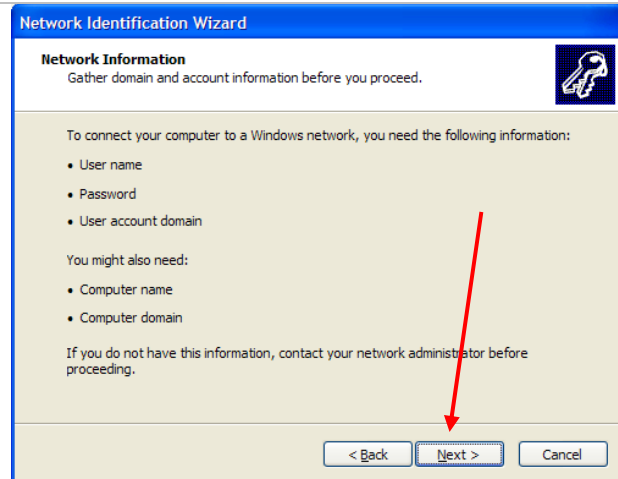 Network Identification Wizard
Network Information
Gather domain and account information before you proceed.
To connect your computer to a Windows network, you need the following information:
• User name
• Password
• User account domain
You might also need:
• Computer name
• Computer domain
If you do not have this information, contact your network administrator before
proceeding.
< Back Next > Cancel